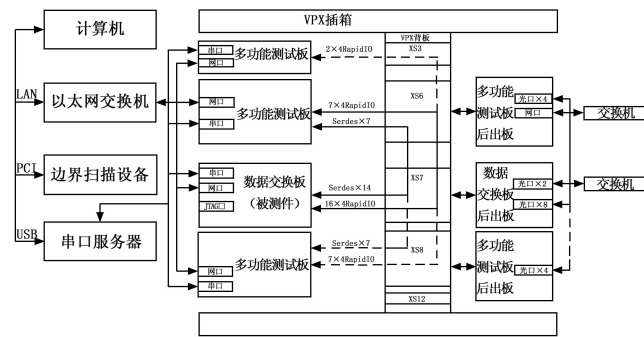 VPX插箱
VPX背板
计算机
LAN
以太网交换机
PCI
边界扫描设备
USB
串口服务器
串口
网口
多功能测试板
2×4RapidIO
XS3
网口
串口
多功能测试板
7×4RapidIO
Serdes×7
XS6
串口
网口
JTAG口
数据交换板
(被测件)
Serdes×14
16×4RapidIO
XS7
网口
串口
多功能测试板
Serdes×7
7×4RapidIO
XS8
XS12
多功能
测试板
后出板
光口×4
网口
交换机
数据
交换板
后出板
光口×2
光口×8
交换机
多功能
测试板
后出板
光口×4